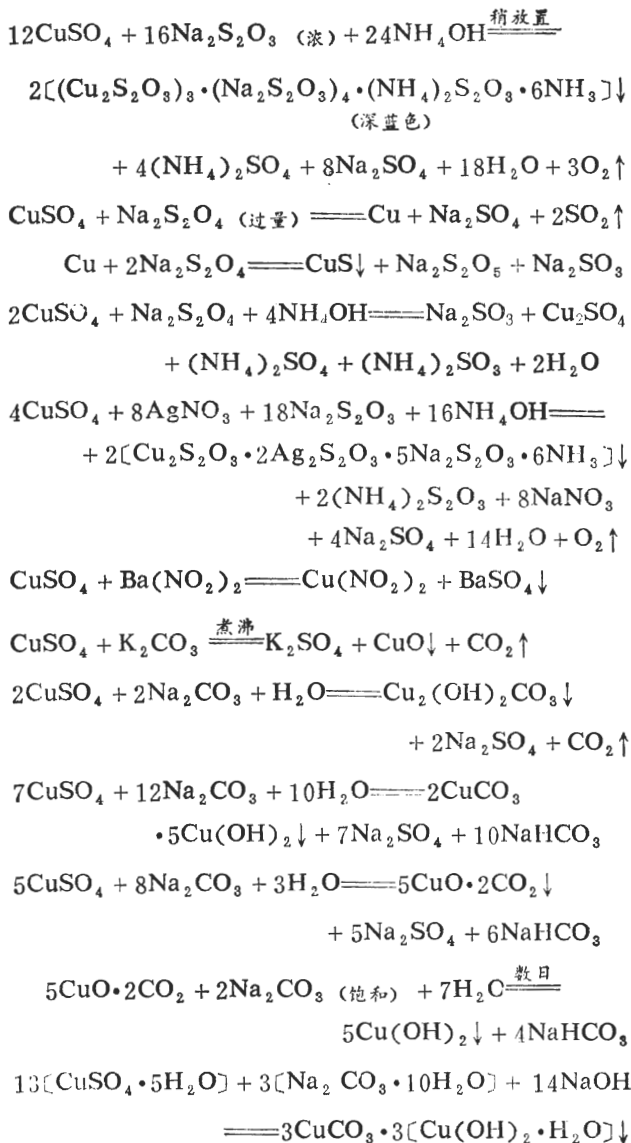 12CuSO₄ + 16Na₂S₂O₃ (浓) + 24NH₄OH =稍放置=
2[(Cu₂S₂O₃)₃·(Na₂S₂O₃)₄·(NH₄)₂S₂O₃·6NH₃]↓
(深蓝色)
+ 4(NH₄)₂SO₄ + 8Na₂SO₄ + 18H₂O + 3O₂↑
CuSO₄ + Na₂S₂O₄ (过量) == Cu + Na₂SO₄ + 2SO₂↑
Cu + 2Na₂S₂O₄ == CuS↓ + Na₂S₂O₅ + Na₂SO₃
2CuSO₄ + Na₂S₂O₄ + 4NH₄OH == Na₂SO₃ + Cu₂SO₄
+ (NH₄)₂SO₄ + (NH₄)₂SO₃ + 2H₂O
4CuSO₄ + 8AgNO₃ + 18Na₂S₂O₃ + 16NH₄OH ==
+ 2[Cu₂S₂O₃·2Ag₂S₂O₃·5Na₂S₂O₃·6NH₃]↓
+ 2(NH₄)₂S₂O₃ + 8NaNO₃
+ 4Na₂SO₄ + 14H₂O + O₂↑
CuSO₄ + Ba(NO₂)₂ == Cu(NO₂)₂ + BaSO₄↓
CuSO₄ + K₂CO₃ =煮沸= K₂SO₄ + CuO↓ + CO₂↑
2CuSO₄ + 2Na₂CO₃ + H₂O == Cu₂(OH)₂CO₃↓
+ 2Na₂SO₄ + CO₂↑
7CuSO₄ + 12Na₂CO₃ + 10H₂O == 2CuCO₃
·5Cu(OH)₂↓ + 7Na₂SO₄ + 10NaHCO₃
5CuSO₄ + 8Na₂CO₃ + 3H₂O == 5CuO·2CO₂↓
+ 5Na₂SO₄ + 6NaHCO₃
5CuO·2CO₂ + 2Na₂CO₃ (饱和) + 7H₂O =数日=
5Cu(OH)₂↓ + 4NaHCO₃
13[CuSO₄·5H₂O] + 3[Na₂CO₃·10H₂O] + 14NaOH
== 3CuCO₃·3[Cu(OH)₂·H₂O]↓